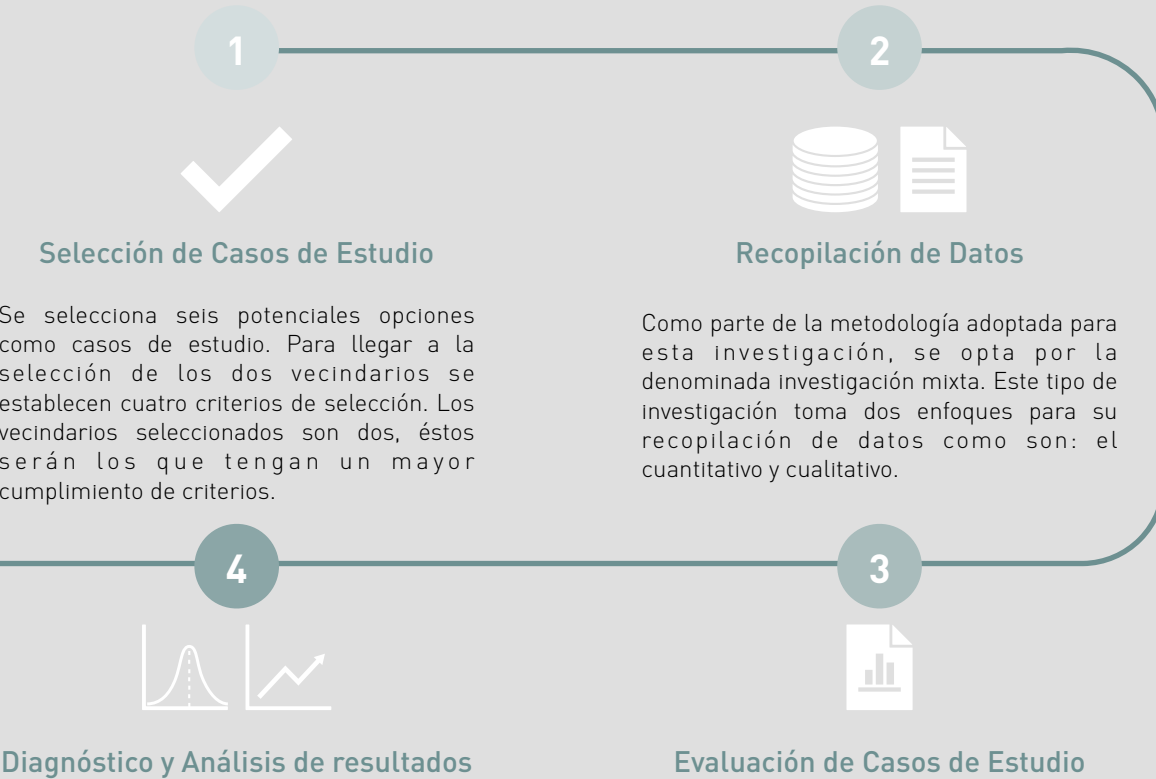 1
Selección de Casos de Estudio
Se selecciona seis potenciales opciones
como casos de estudio. Para llegar a la
selección de los dos vecindarios se
establecen cuatro criterios de selección. Los
vecindarios seleccionados son dos, éstos
serán los que tengan un mayor
cumplimiento de criterios.
2
Recopilación de Datos
Como parte de la metodología adoptada para
esta investigación, se opta por la
denominada investigación mixta. Este tipo de
investigación toma dos enfoques para su
recopilación de datos como son: el
cuantitativo y cualitativo.
3
Evaluación de Casos de Estudio
4
Diagnóstico y Análisis de resultados